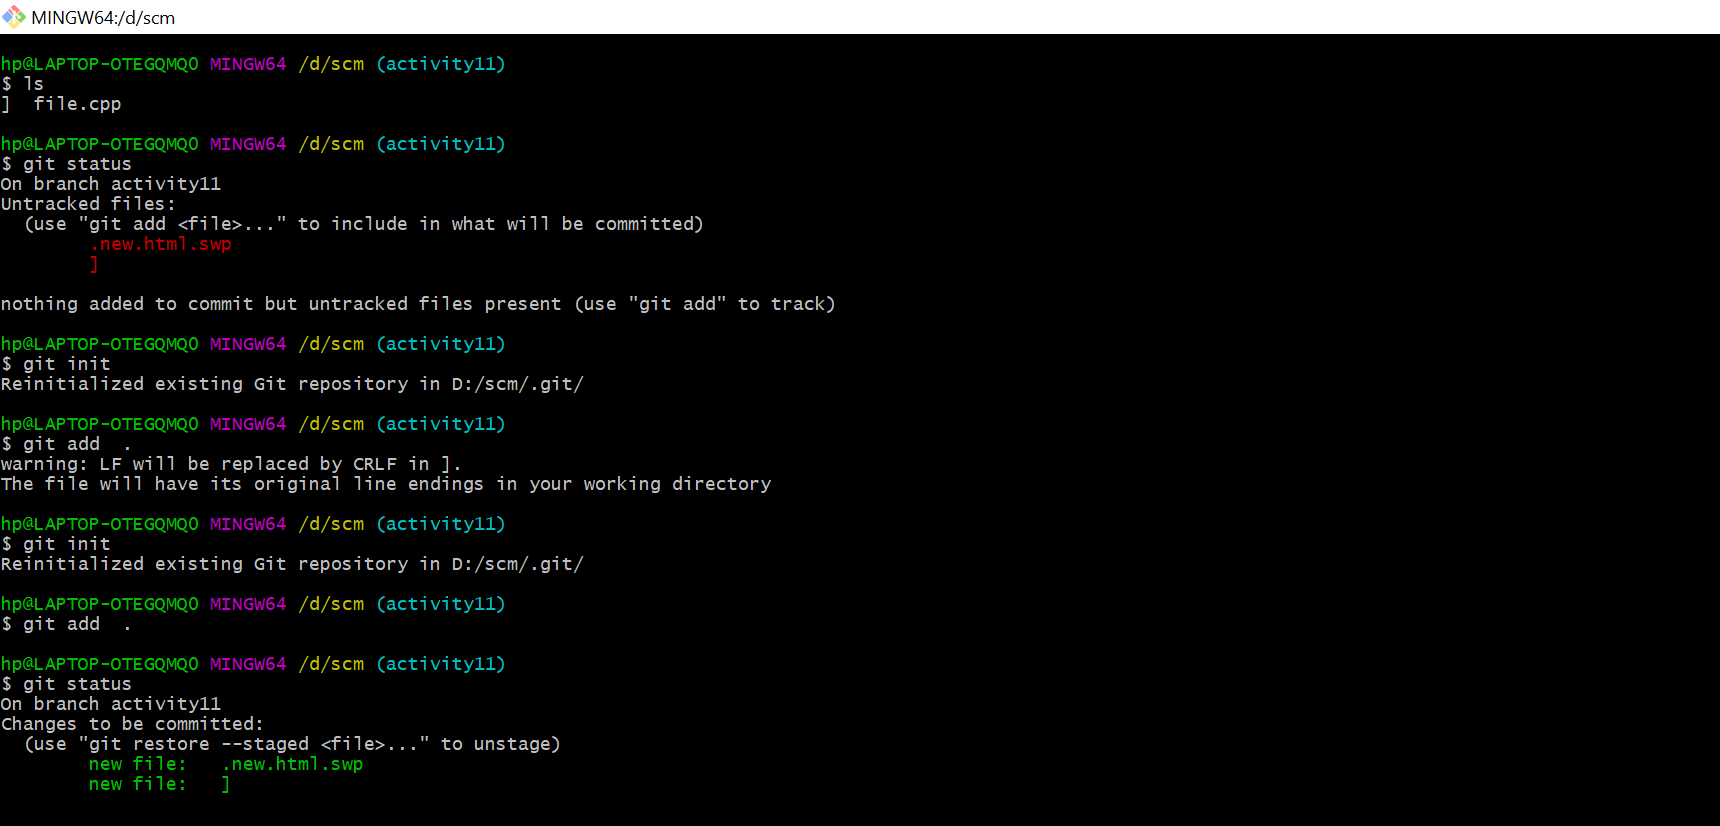 MINGW64:/d/scm
hp@LAPTOP-OTEGQMQ0 MINGW64 /d/scm (activity11)
$ ls
]  file.cpp
hp@LAPTOP-OTEGQMQ0 MINGW64 /d/scm (activity11)
$ git status
On branch activity11
Untracked files:
  (use "git add <file>..." to include in what will be committed)
        .new.html.swp
        ]
nothing added to commit but untracked files present (use "git add" to track)
hp@LAPTOP-OTEGQMQ0 MINGW64 /d/scm (activity11)
$ git init
Reinitialized existing Git repository in D:/scm/.git/
hp@LAPTOP-OTEGQMQ0 MINGW64 /d/scm (activity11)
$ git add  .
warning: LF will be replaced by CRLF in ].
The file will have its original line endings in your working directory
hp@LAPTOP-OTEGQMQ0 MINGW64 /d/scm (activity11)
$ git init
Reinitialized existing Git repository in D:/scm/.git/
hp@LAPTOP-OTEGQMQ0 MINGW64 /d/scm (activity11)
$ git add  .
hp@LAPTOP-OTEGQMQ0 MINGW64 /d/scm (activity11)
$ git status
On branch activity11
Changes to be committed:
  (use "git restore --staged <file>..." to unstage)
        new file:   .new.html.swp
        new file:   ]